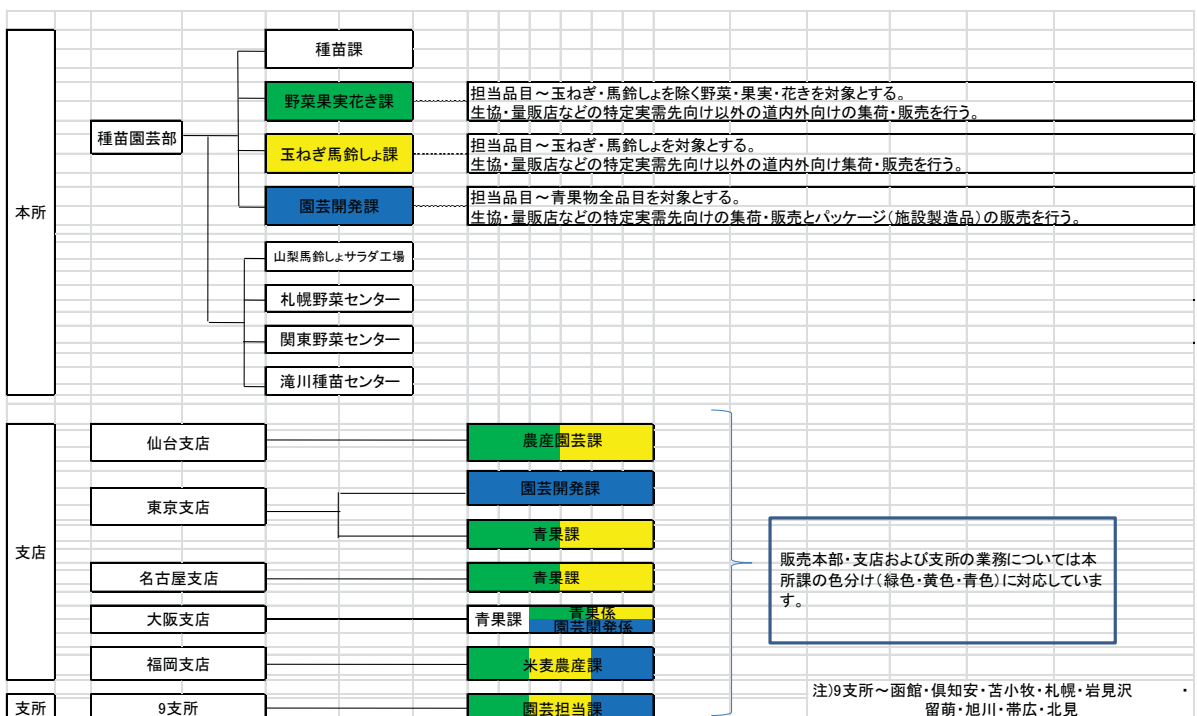 本所
種苗園芸部
種苗課
野菜果実花き課
担当品目～玉ねぎ・馬鈴しょを除く野菜・果実・花きを対象とする。
生協・量販店などの特定実需先向け以外の道内外向けの集荷・販売を行う。
玉ねぎ馬鈴しょ課
担当品目～玉ねぎ・馬鈴しょを対象とする。
生協・量販店などの特定実需先向け以外の道内外向け集荷・販売を行う。
園芸開発課
担当品目～青果物全品目を対象とする。
生協・量販店などの特定実需先向けの集荷・販売とパッケージ（施設製造品）の販売を行う。
山梨馬鈴しょサラダ工場
札幌野菜センター
関東野菜センター
滝川種苗センター
支店
仙台支店
農産園芸課
東京支店
園芸開発課
青果課
名古屋支店
青果課
大阪支店
青果課
青果係
園芸開発係
福岡支店
米麦農産課
支所
9支所
園芸担当課
販売本部・支店および支所の業務については本
所課の色分け（緑色・黄色・青色）に対応していま
す。
注）9支所～函館・倶知安・苫小牧・札幌・岩見沢　・
留萌・旭川・帯広・北見